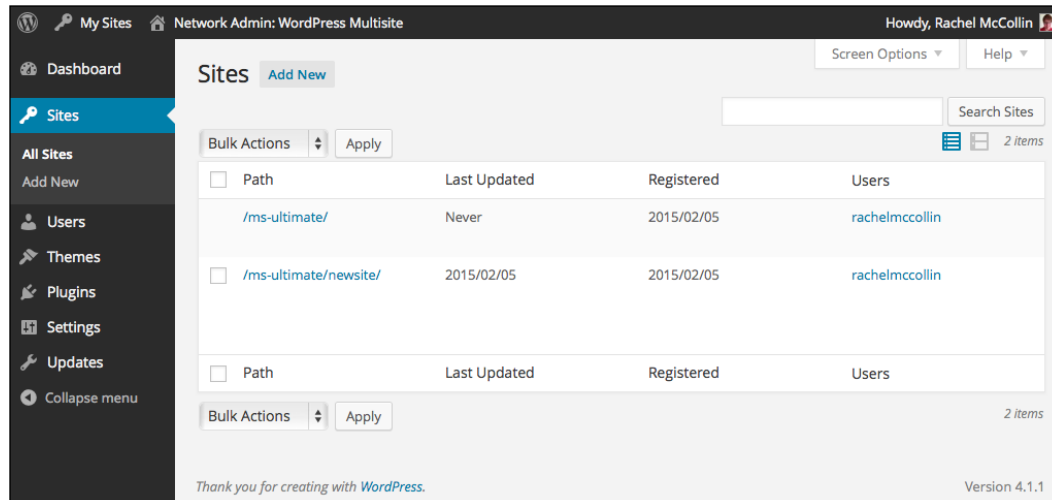 My Sites Network Admin: WordPress Multisite Howdy, Rachel McCollin
Dashboard
Sites
All Sites
Add New
Users
Themes
Plugins
Settings
Updates
Collapse menu
Screen Options Help
Sites Add New
Search Sites
Bulk Actions Apply 2 items
Path Last Updated Registered Users
/ms-ultimate/ Never 2015/02/05 rachelmccollin
/ms-ultimate/newsite/ 2015/02/05 2015/02/05 rachelmccollin
Path Last Updated Registered Users
Bulk Actions Apply 2 items
Thank you for creating with WordPress. Version 4.1.1